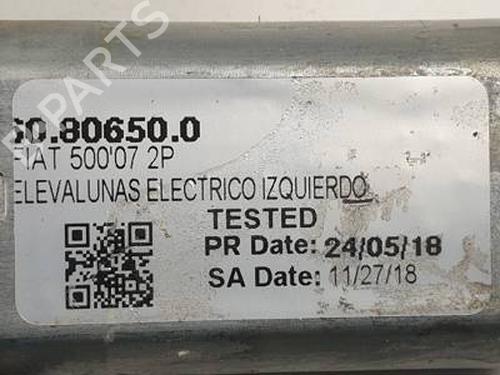 60.80650.0
FIAT 500'07 2P
ELEVALUNAS ELECTRICO IZQUIERDO
TESTED
PR Date: 24/05/18
SA Date: 11/27/18
B-PARTS